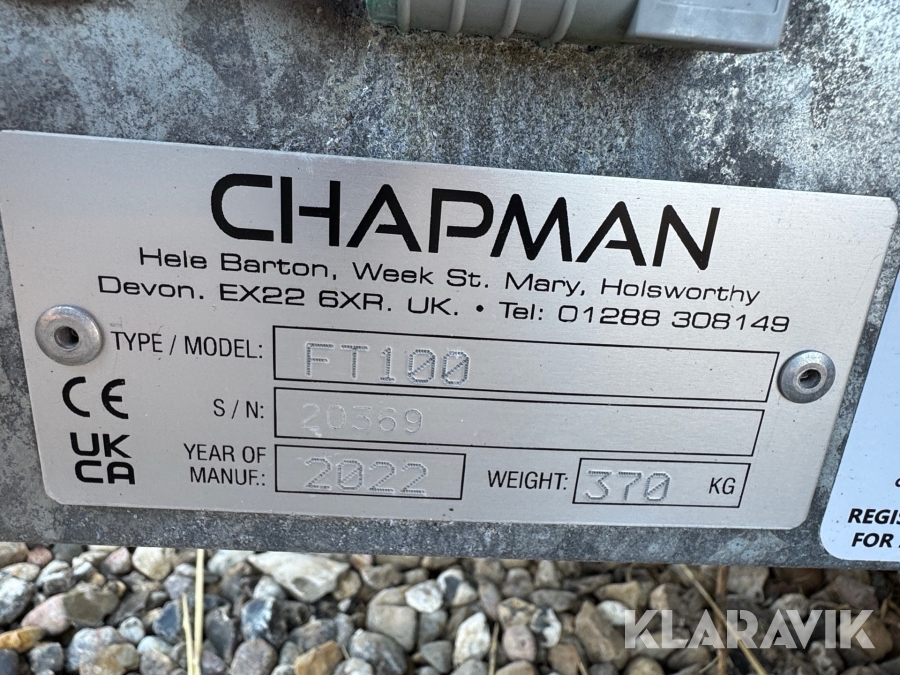 CHAPMAN
Hele Barton, Week St. Mary, Holsworthy
Devon. EX22 6XR. UK. • Tel: 01288 308149
TYPE / MODEL: FT100
S / N: 20369
YEAR OF MANUF.: 2022 WEIGHT: 370 KG
CE
UK
CA
FOR
KLARAVIK